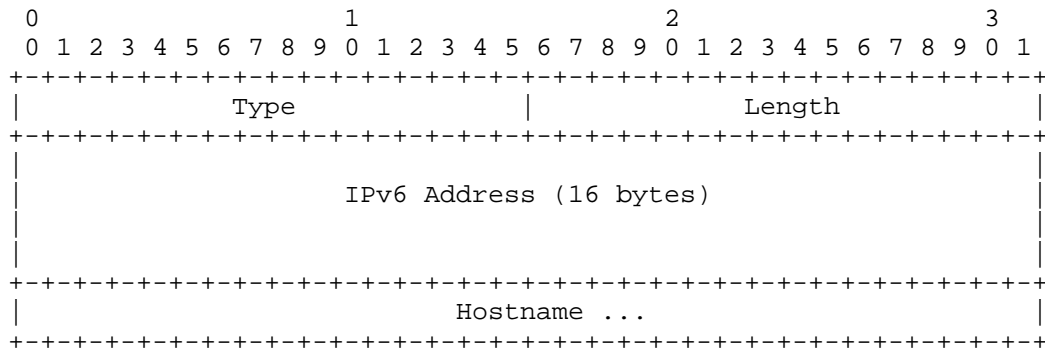 0                   1                   2                   3
 0 1 2 3 4 5 6 7 8 9 0 1 2 3 4 5 6 7 8 9 0 1 2 3 4 5 6 7 8 9 0 1
+-+-+-+-+-+-+-+-+-+-+-+-+-+-+-+-+-+-+-+-+-+-+-+-+-+-+-+-+-+-+-+-+
|             Type              |             Length            |
+-+-+-+-+-+-+-+-+-+-+-+-+-+-+-+-+-+-+-+-+-+-+-+-+-+-+-+-+-+-+-+-+
|                                                               |
|                    IPv6 Address (16 bytes)                    |
|                                                               |
|                                                               |
+-+-+-+-+-+-+-+-+-+-+-+-+-+-+-+-+-+-+-+-+-+-+-+-+-+-+-+-+-+-+-+-+
|                           Hostname ...                        |
+-+-+-+-+-+-+-+-+-+-+-+-+-+-+-+-+-+-+-+-+-+-+-+-+-+-+-+-+-+-+-+-+